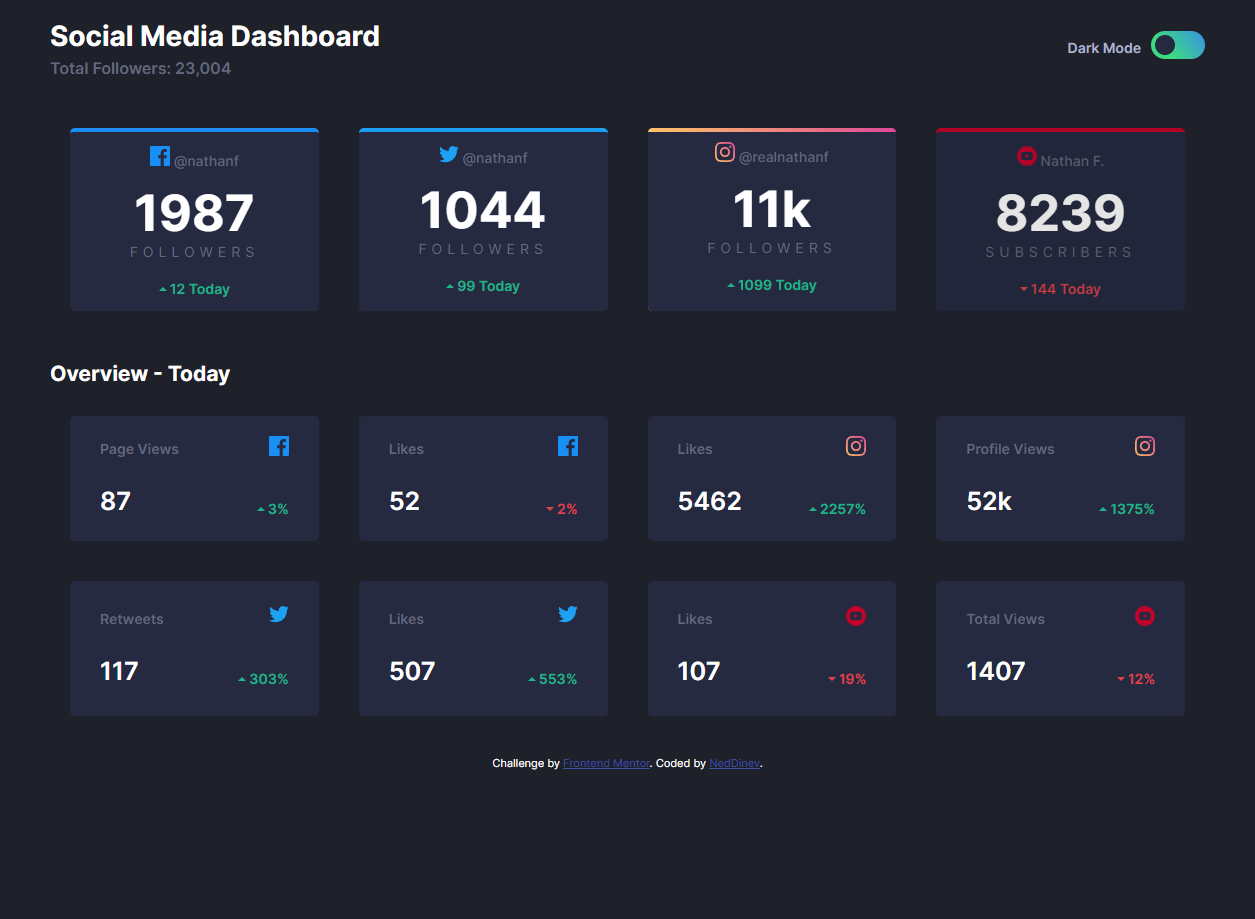 Social Media Dashboard
Total Followers: 23,004
Dark Mode
@nathanf
1987
FOLLOWERS
12 Today
@nathanf
1044
FOLLOWERS
99 Today
@realnathanf
11k
FOLLOWERS
1099 Today
Nathan F.
8239
SUBSCRIBERS
144 Today
Overview - Today
Page Views
87
3%
Likes
52
2%
Likes
5462
2257%
Profile Views
52k
1375%
Retweets
117
303%
Likes
507
553%
Likes
107
19%
Total Views
1407
12%
Challenge by Frontend Mentor. Coded by NedDinev.